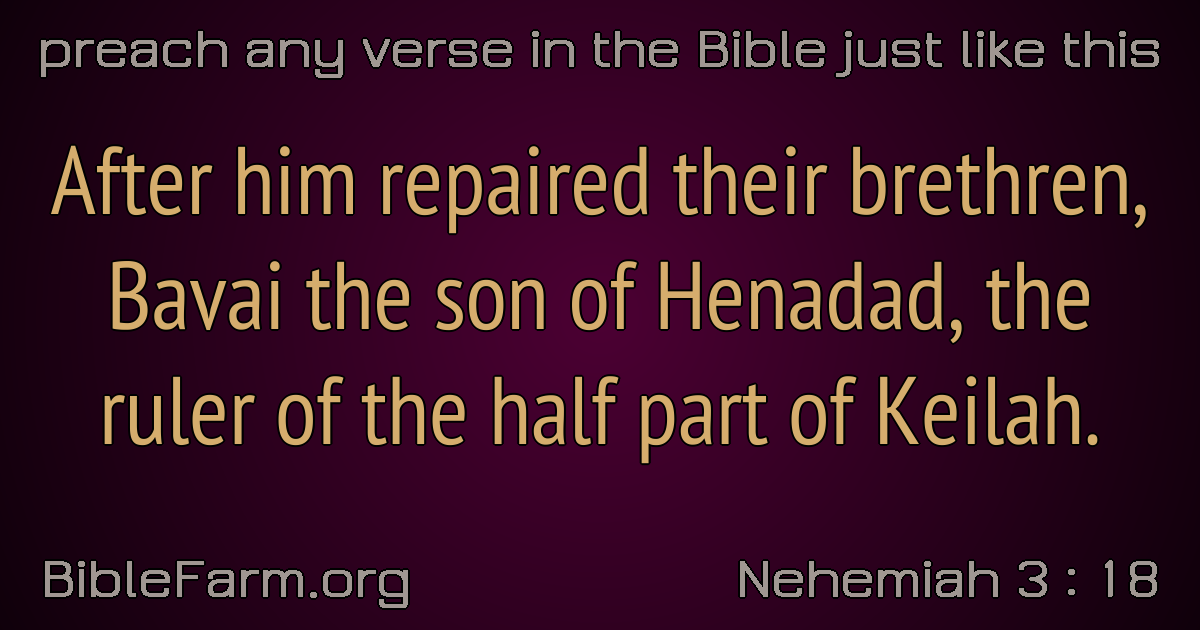 preach any verse in the Bible just like this
After him repaired their brethren,
Bavai the son of Henadad, the
ruler of the half part of Keilah.
BibleFarm.org
Nehemiah 3 : 18